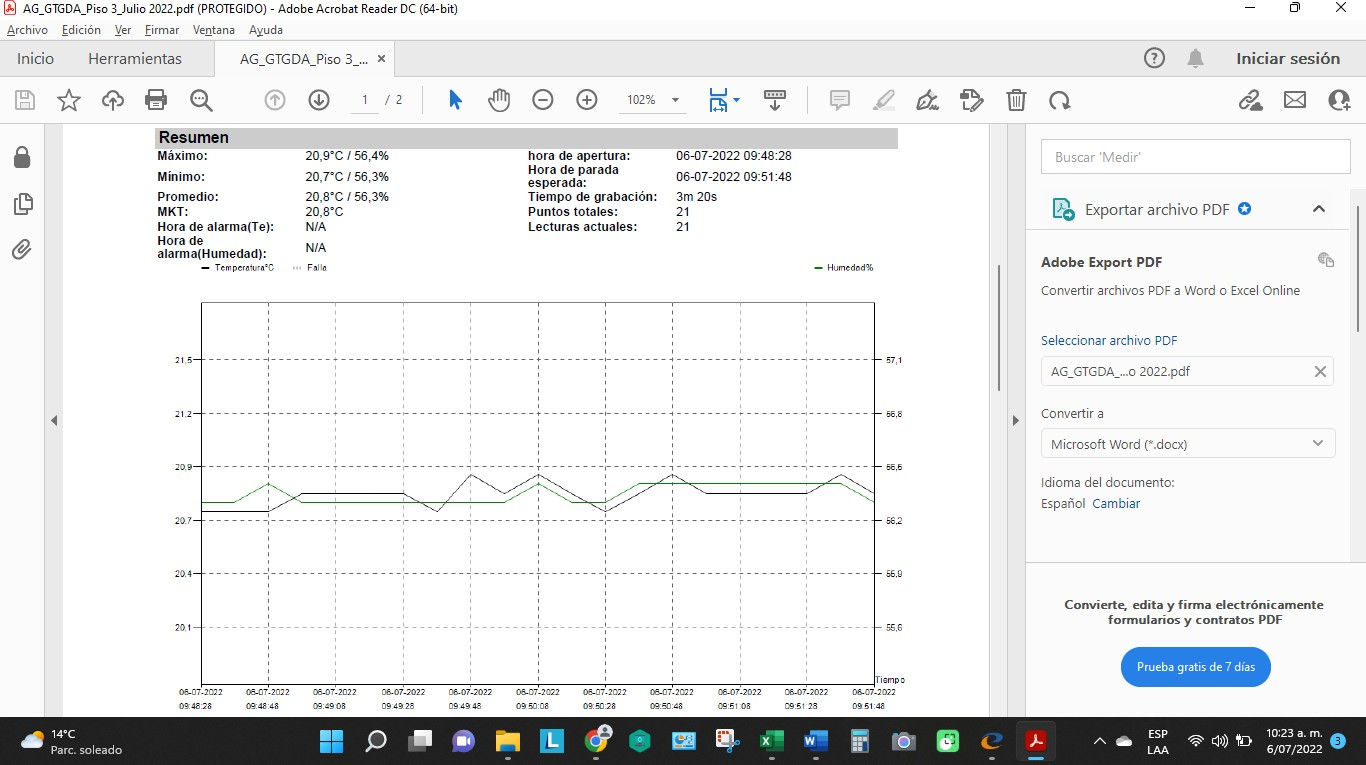 AG_GTGDA_Piso 3_Julio 2022.pdf (PROTEGIDO) - Adobe Acrobat Reader DC (64-bit)
Archivo Edición Ver Firmar Ventana Ayuda
Inicio Herramientas AG_GTGDA_Piso 3_... × Iniciar sesión
1 / 2 102%
Resumen
Máximo: 20,9°C / 56,4% hora de apertura: 06-07-2022 09:48:28
Mínimo: 20,7°C / 56,3% Hora de parada esperada: 06-07-2022 09:51:48
Promedio: 20,8°C / 56,3% Tiempo de grabación: 3m 20s
MKT: 20,8°C Puntos totales: 21
Hora de alarma(Te): N/A Lecturas actuales: 21
Hora de alarma(Humedad): N/A
Temperatura°C Falla Humedad%
21,5 57,1
21,2 56,8
20,9 56,6
20,7 56,2
20,4 56,9
20,1 55,6
Tiempo
06-07-2022 06-07-2022 06-07-2022 06-07-2022 06-07-2022 06-07-2022 06-07-2022 06-07-2022 06-07-2022 06-07-2022 06-07-2022
09:48:28 09:48:48 09:49:08 09:49:28 09:49:48 09:50:08 09:50:28 09:50:48 09:51:08 09:51:28 09:51:48
Buscar 'Medir'
Exportar archivo PDF
Adobe Export PDF
Convertir archivos PDF a Word o Excel Online
Seleccionar archivo PDF
AG_GTGDA_...o 2022.pdf
Convertir a
Microsoft Word (*.docx)
Idioma del documento:
Español Cambiar
Convierte, edita y firma electrónicamente
formularios y contratos PDF
Prueba gratis de 7 días
14°C
Parc. soleado
ESP
LAA
10:23 a. m.
6/07/2022
3